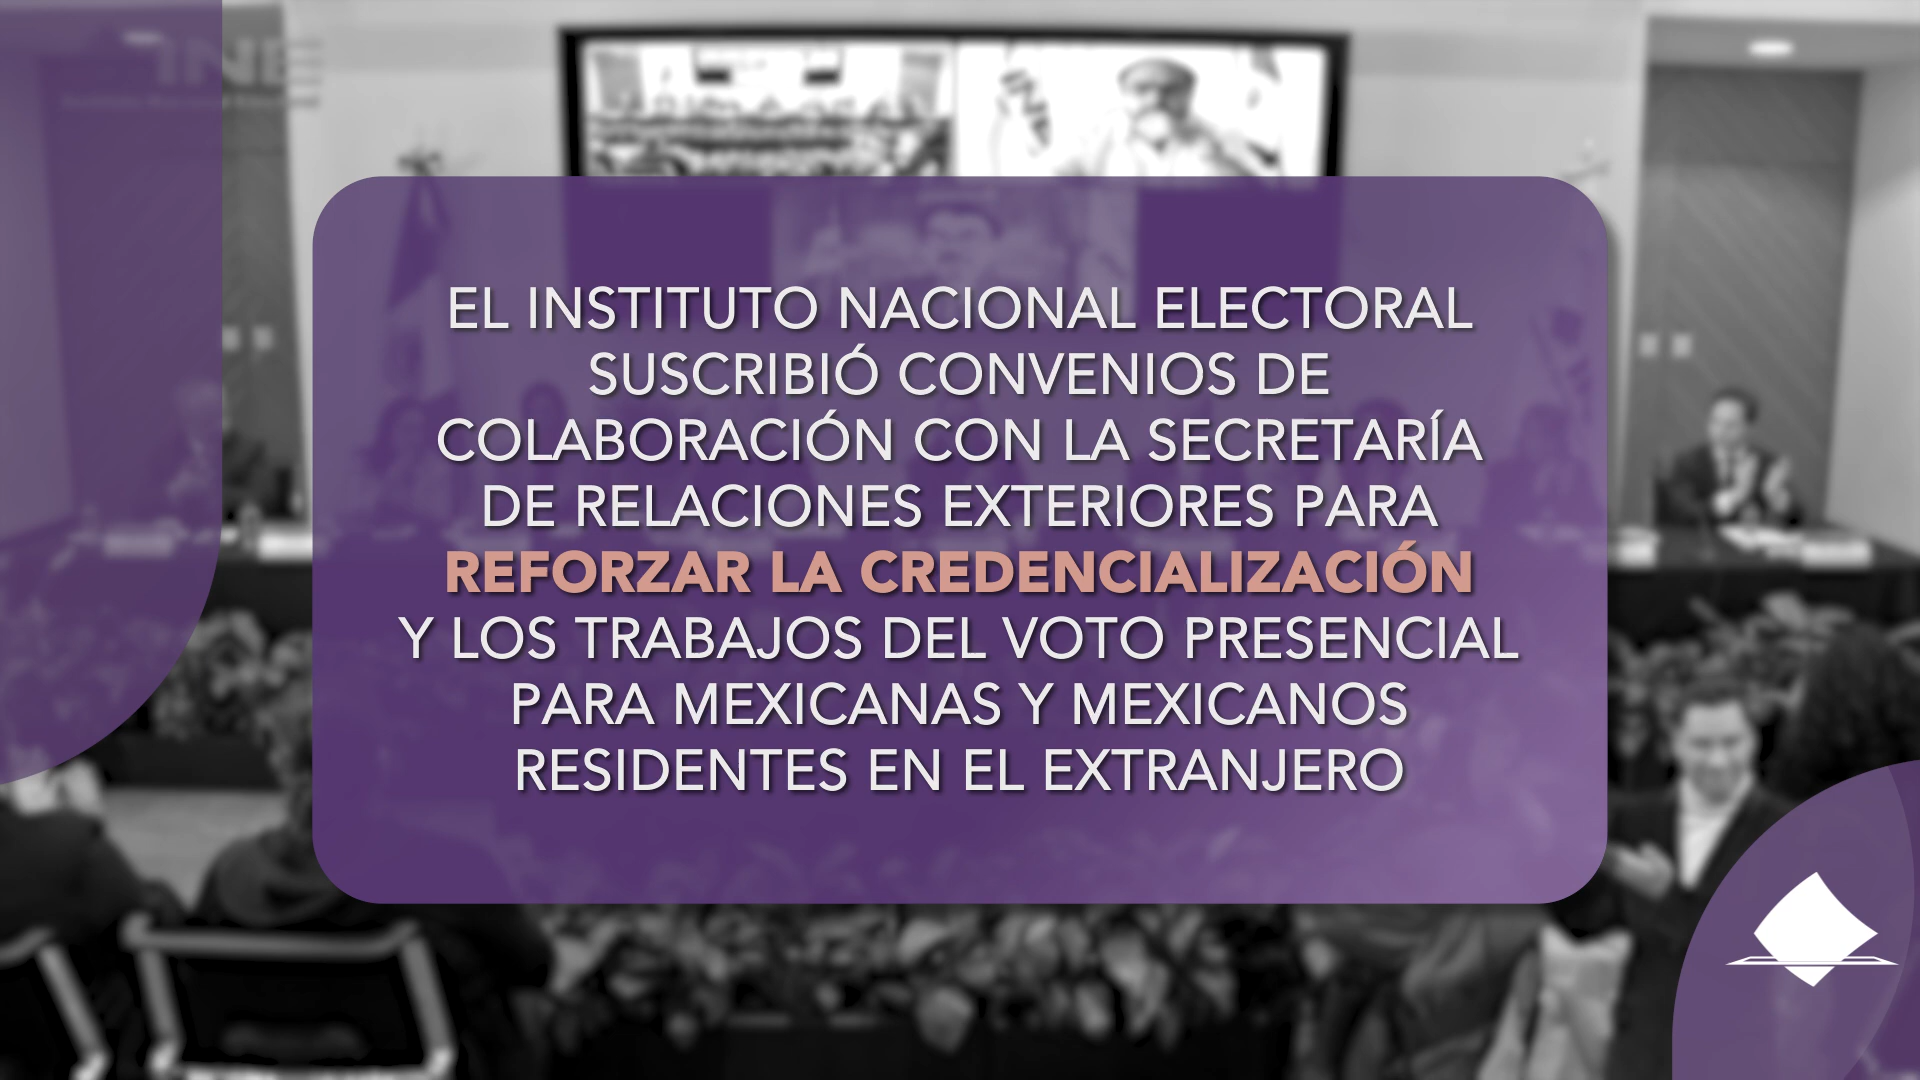 INE
EL INSTITUTO NACIONAL ELECTORAL
SUSCRIBIÓ CONVENIOS DE
COLABORACIÓN CON LA SECRETARÍA
DE RELACIONES EXTERIORES PARA
REFORZAR LA CREDENCIALIZACIÓN
Y LOS TRABAJOS DEL VOTO PRESENCIAL
PARA MEXICANAS Y MEXICANOS
RESIDENTES EN EL EXTRANJERO